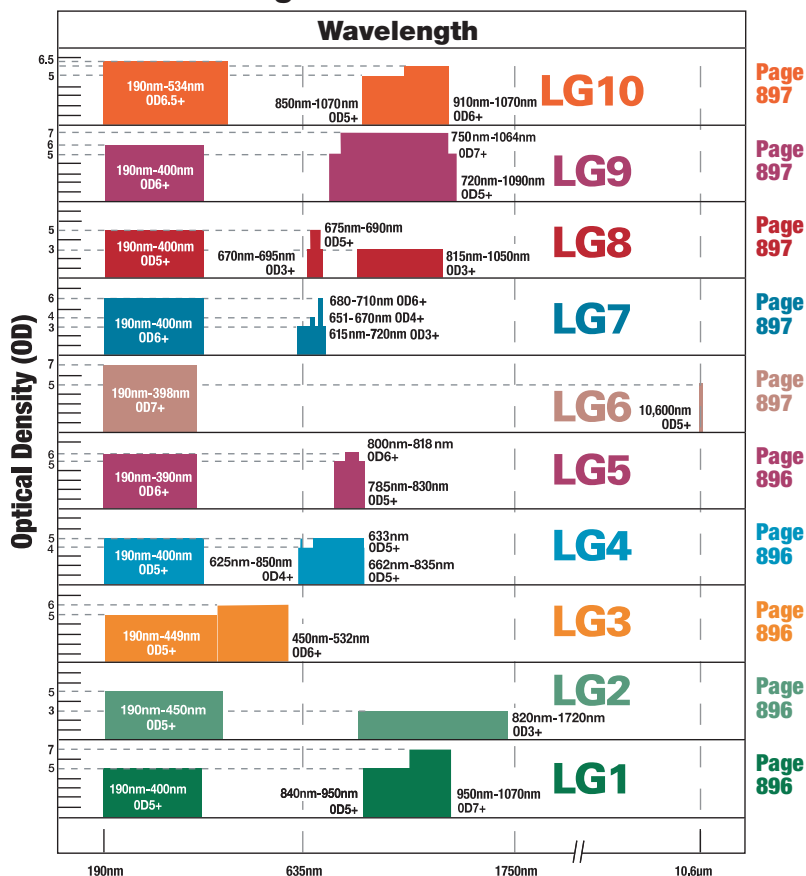 Wavelength
Optical Density (OD)
6.5
5
190nm-534nm
OD6.5+
850nm-1070nm
OD5+
910nm-1070nm
OD6+
LG10
Page
897
7
6
5
190nm-400nm
OD6+
750nm-1064nm
OD7+
720nm-1090nm
OD5+
LG9
Page
897
5
3
190nm-400nm
OD5+
675nm-690nm
OD5+
670nm-695nm
OD3+
815nm-1050nm
OD3+
LG8
Page
897
6
4
3
190nm-400nm
OD6+
680-710nm OD6+
651-670nm OD4+
615nm-720nm OD3+
LG7
Page
897
7
5
190nm-398nm
OD7+
LG6
10,600nm
OD5+
Page
897
6
5
190nm-390nm
OD6+
800nm-818 nm
OD6+
785nm-830nm
OD5+
LG5
Page
896
5
4
190nm-400nm
OD5+
625nm-850nm
OD4+
633nm
OD5+
662nm-835nm
OD5+
LG4
Page
896
6
5
190nm-449nm
OD5+
450nm-532nm
OD6+
LG3
Page
896
5
3
190nm-450nm
OD5+
820nm-1720nm
OD3+
LG2
Page
896
7
5
190nm-400nm
OD5+
840nm-950nm
OD5+
950nm-1070nm
OD7+
LG1
Page
896
190nm
635nm
1750nm
10.6µm